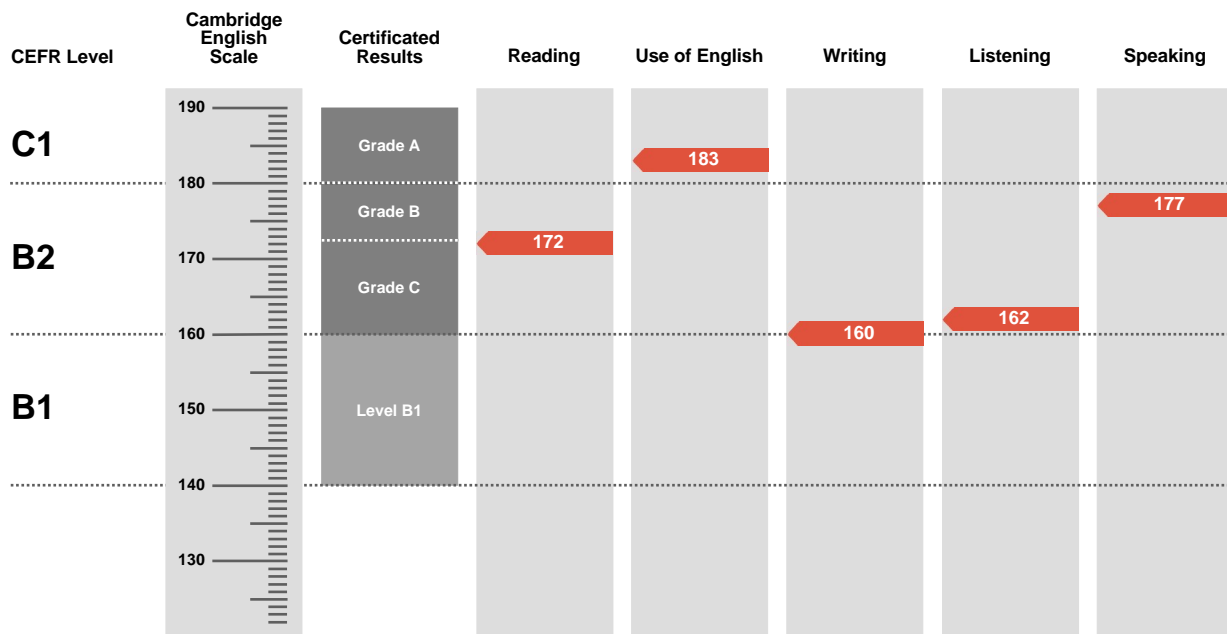 CEFR Level
Cambridge
English
Scale
Certificated
Results
Reading
Use of English
Writing
Listening
Speaking
190
C1
Grade A
183
180
Grade B
177
172
B2
170
Grade C
162
160
160
B1
150
Level B1
140
130